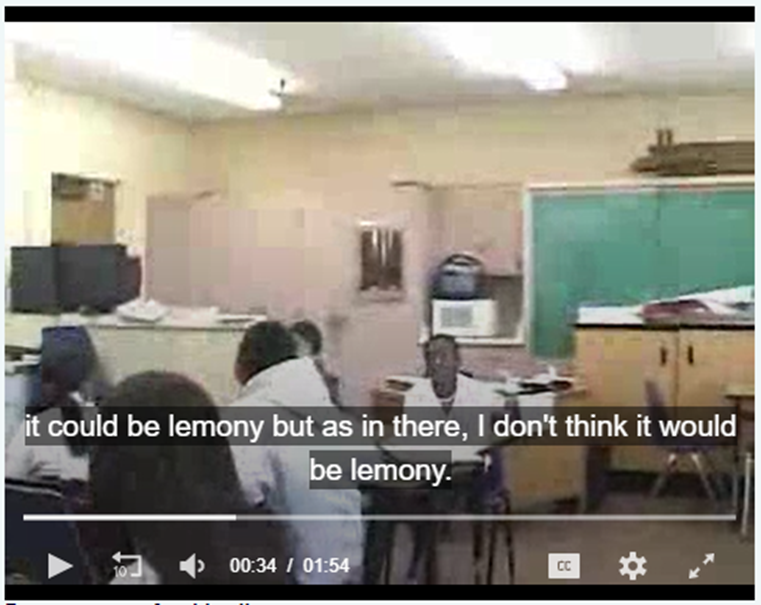 it could be lemony but as in there, I don't think it would
be lemony.
10
00:34 / 01:54
CC